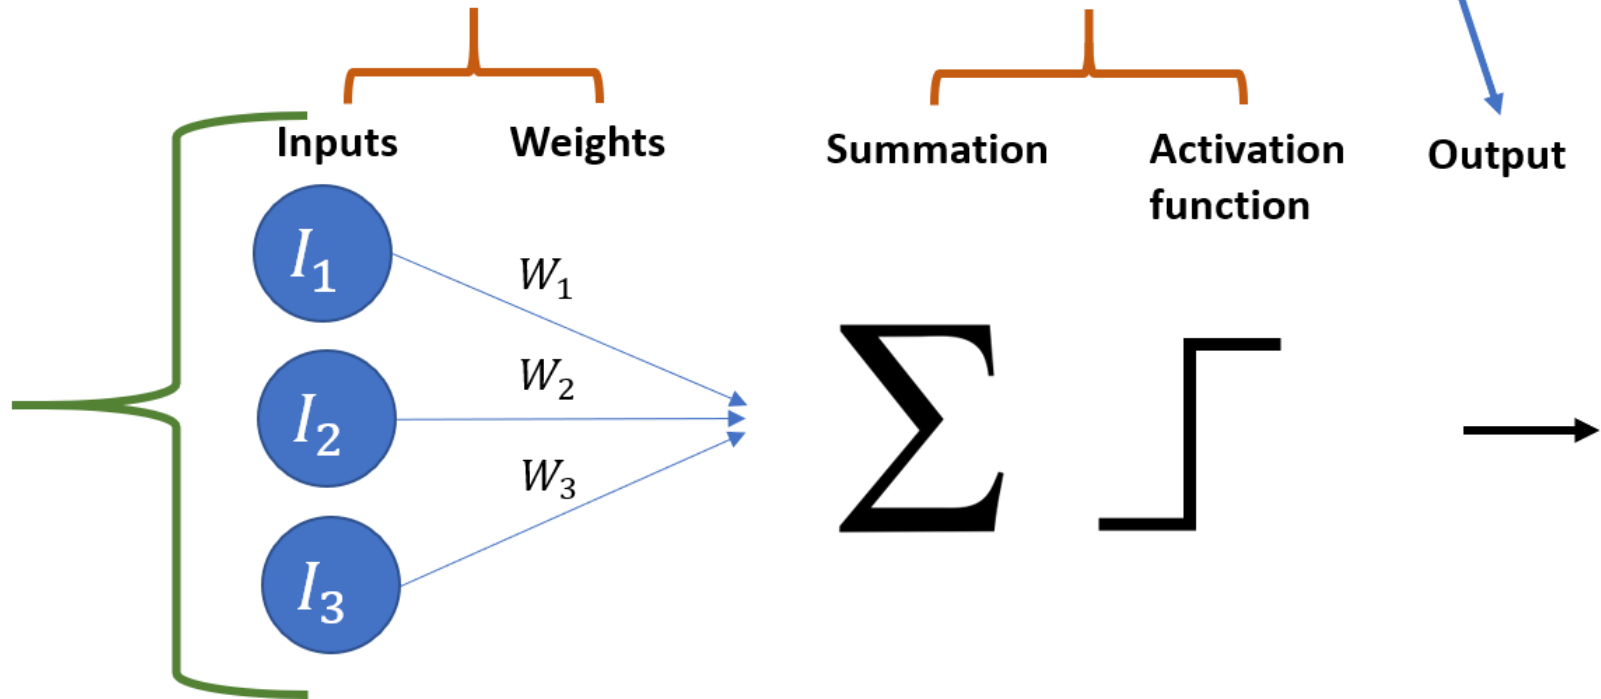 Inputs Weights Summation Activation function Output
I₁
W₁
W₂
I₂
W₃
I₃
∑